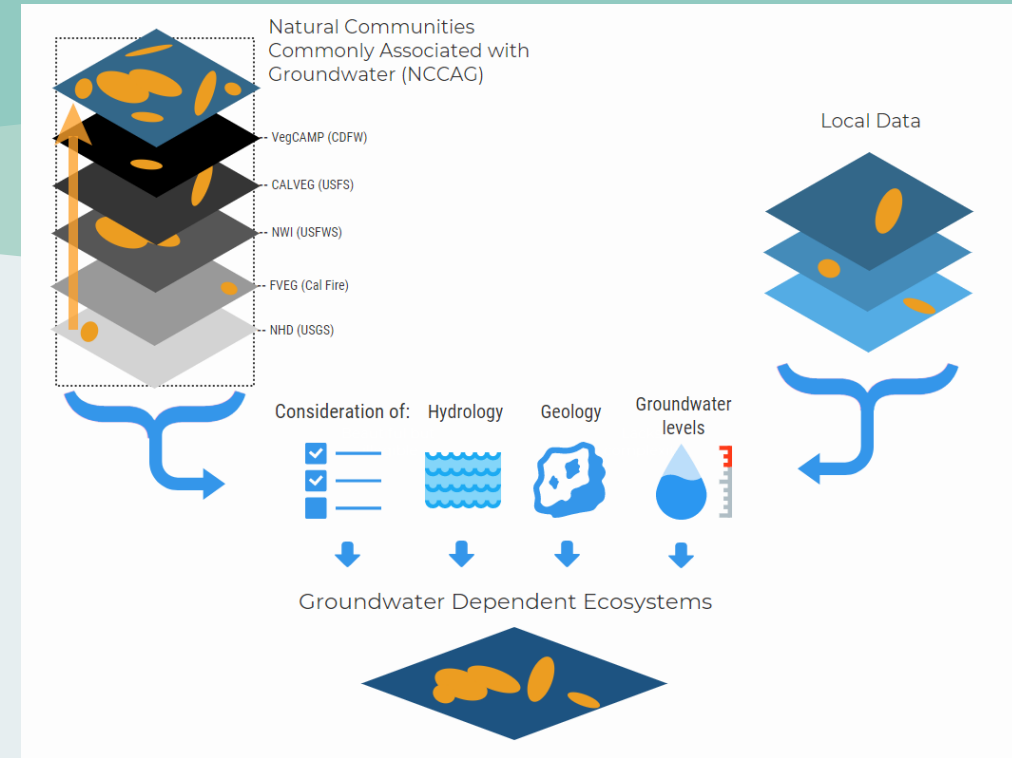 Natural Communities
Commonly Associated with
Groundwater (NCCAG)
VegCAMP (CDFW)
CALVEG (USFS)
NWI (USFWS)
FVEG (Cal Fire)
NHD (USGS)
Local Data
Consideration of:
Hydrology
Geology
Groundwater
levels
Groundwater Dependent Ecosystems